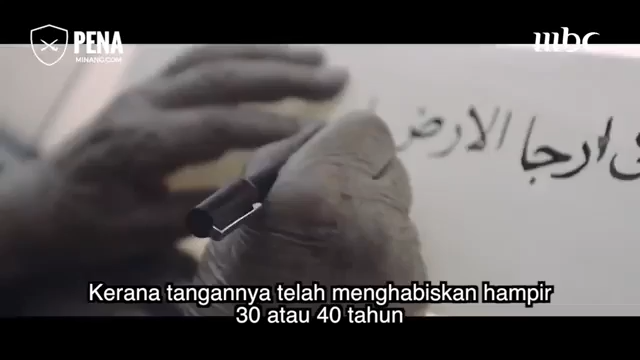 PENA
MINANG.COM
mbc
ارجا الارض
Kerana tangannya telah menghabiskan hampir
30 atau 40 tahun